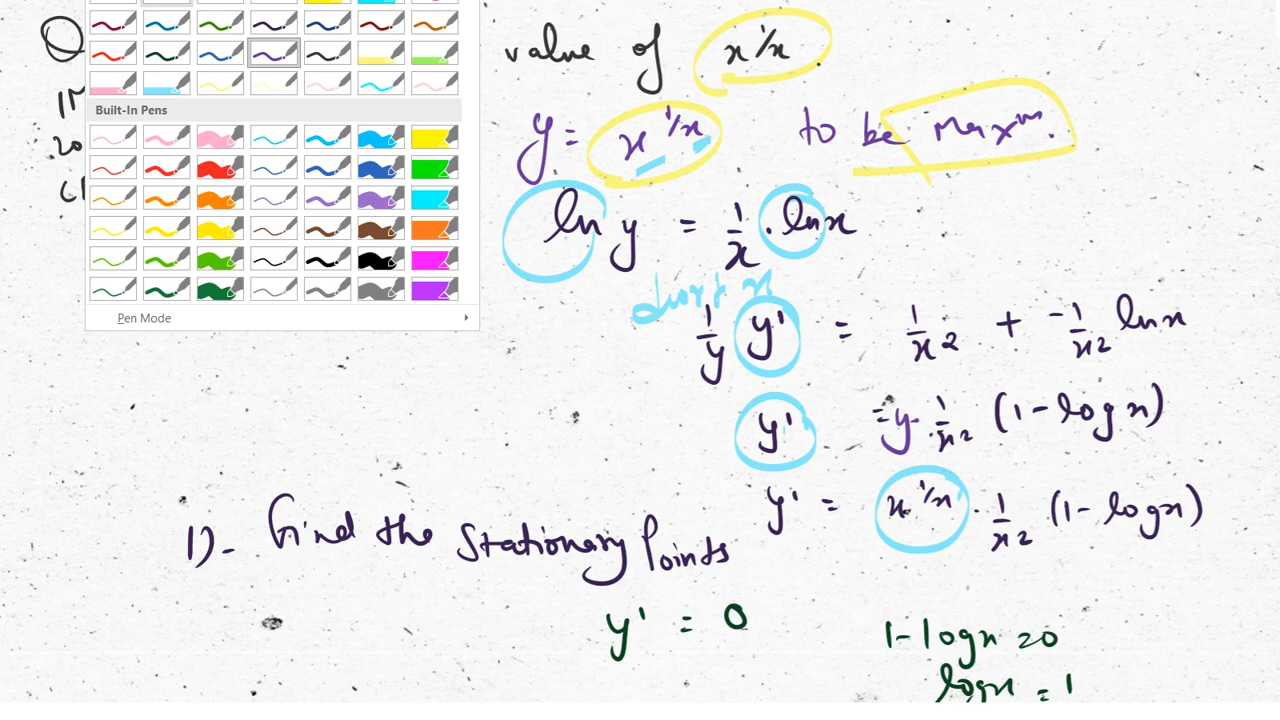 value of x^1/x
Built-In Pens
y = x^1/x to be Max^m.
ln y = 1/x . ln x
1/y y' = 1/x² + -1/x² ln x
y' = y . 1/x² (1 - log x)
y' = x^1/x . 1/x² (1 - log x)
1) - Find the Stationary Points
y' = 0
1 - log x = 0
log x = 1
Pen Mode